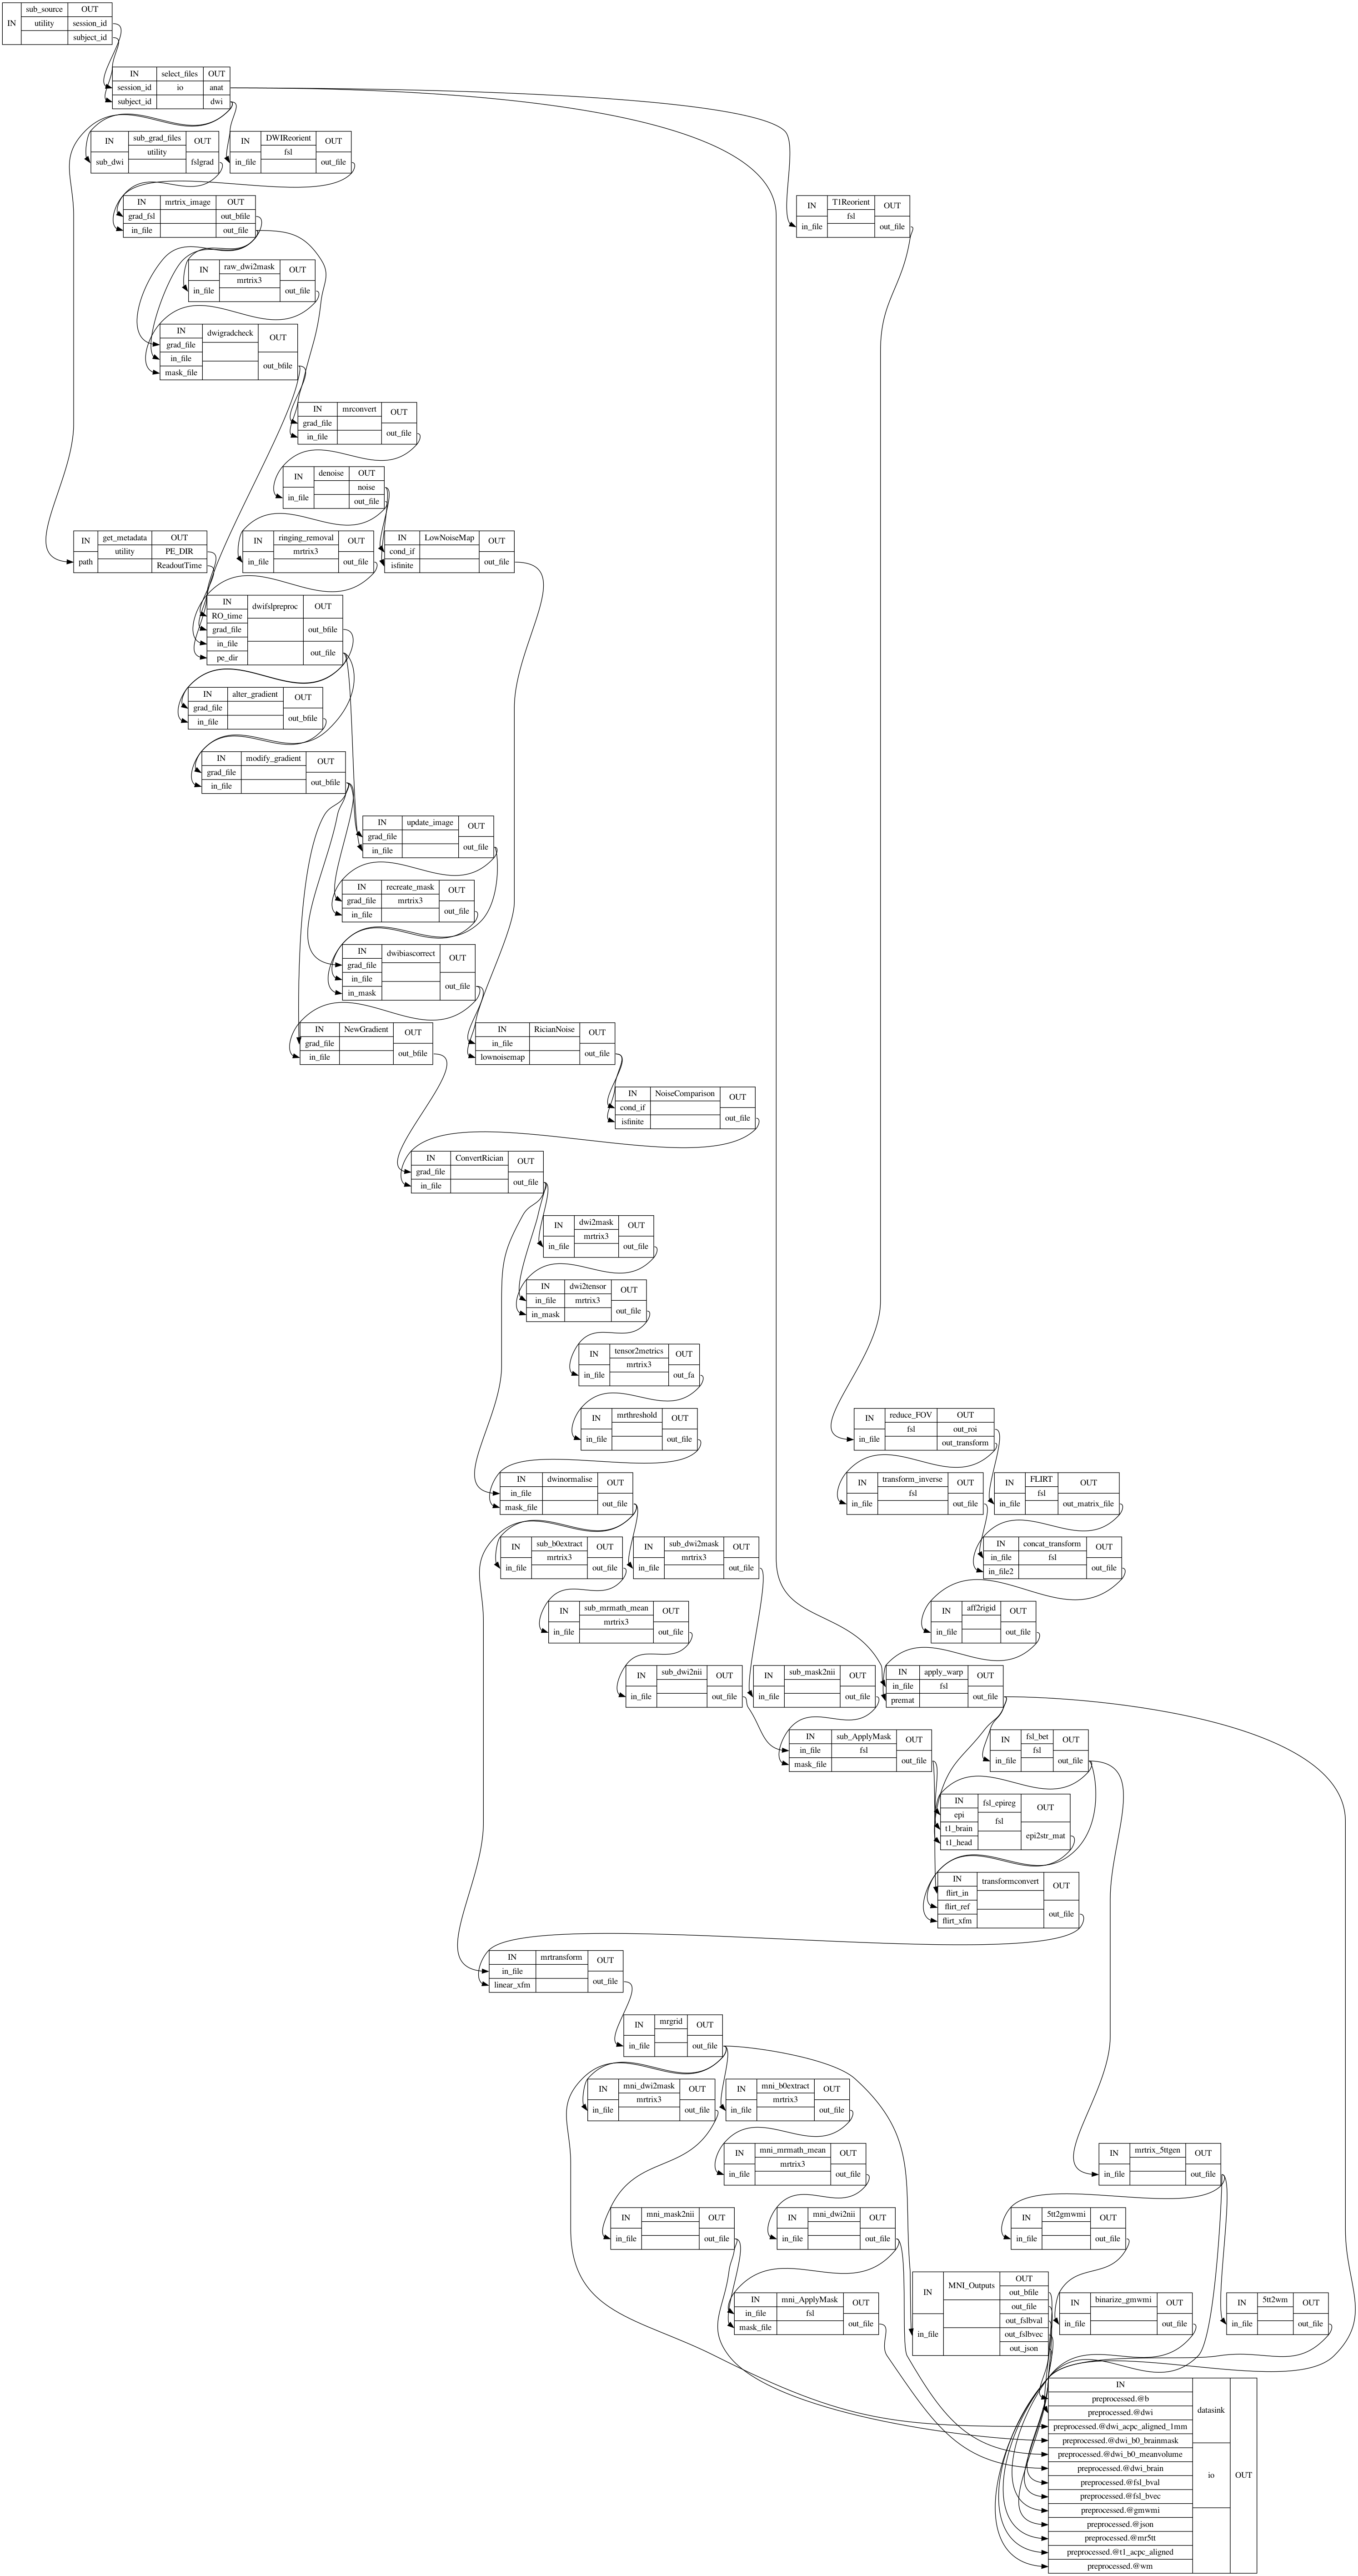 IN sub_source OUT
utility session_id
subject_id
IN select_files OUT
session_id io anat
subject_id dwi
IN sub_grad_files OUT
utility
sub_dwi fslgrad
IN DWIReorient OUT
fsl
in_file out_file
IN mrtrix_image OUT
grad_fsl out_bfile
in_file out_file
IN T1Reorient OUT
fsl
in_file out_file
IN raw_dwi2mask OUT
mrtrix3
in_file out_file
IN dwigradcheck OUT
grad_file
in_file out_bfile
mask_file
IN mrconvert OUT
grad_file
in_file out_file
IN denoise OUT
noise
in_file out_file
IN get_metadata OUT
utility PE_DIR
path ReadoutTime
IN ringing_removal OUT
mrtrix3
in_file out_file
IN LowNoiseMap OUT
cond_if
isfinite out_file
IN dwifslpreproc OUT
RO_time
grad_file out_bfile
in_file out_file
pe_dir
IN alter_gradient OUT
grad_file
in_file out_bfile
IN modify_gradient OUT
grad_file
in_file out_bfile
IN update_image OUT
grad_file
in_file out_file
IN recreate_mask OUT
grad_file mrtrix3
in_file out_file
IN dwibiascorrect OUT
grad_file
in_file out_file
in_mask
IN NewGradient OUT
grad_file
in_file out_bfile
IN RicianNoise OUT
in_file
lownoisemap out_file
IN NoiseComparison OUT
cond_if
isfinite out_file
IN ConvertRician OUT
grad_file
in_file out_file
IN dwi2mask OUT
mrtrix3
in_file out_file
IN dwi2tensor OUT
in_file mrtrix3
in_mask out_file
IN tensor2metrics OUT
mrtrix3
in_file out_fa
IN mrthreshold OUT
in_file out_file
IN reduce_FOV OUT
fsl out_roi
in_file out_transform
IN dwinormalise OUT
in_file
mask_file out_file
IN transform_inverse OUT
fsl
in_file out_file
IN FLIRT OUT
fsl
in_file out_matrix_file
IN sub_b0extract OUT
mrtrix3
in_file out_file
IN sub_dwi2mask OUT
mrtrix3
in_file out_file
IN concat_transform OUT
in_file fsl
in_file2 out_file
IN sub_mrmath_mean OUT
mrtrix3
in_file out_file
IN aff2rigid OUT
in_file out_file
IN sub_dwi2nii OUT
in_file out_file
IN sub_mask2nii OUT
in_file out_file
IN apply_warp OUT
in_file fsl
premat out_file
IN sub_ApplyMask OUT
in_file fsl
mask_file out_file
IN fsl_bet OUT
fsl
in_file out_file
IN fsl_epireg OUT
epi fsl
t1_brain epi2str_mat
t1_head
IN transformconvert OUT
flirt_in
flirt_ref out_file
flirt_xfm
IN mrtransform OUT
in_file
linear_xfm out_file
IN mrgrid OUT
in_file out_file
IN mni_dwi2mask OUT
mrtrix3
in_file out_file
IN mni_b0extract OUT
mrtrix3
in_file out_file
IN mni_mrmath_mean OUT
mrtrix3
in_file out_file
IN mrtrix_5ttgen OUT
in_file out_file
IN mni_mask2nii OUT
in_file out_file
IN mni_dwi2nii OUT
in_file out_file
IN 5tt2gmwmi OUT
in_file out_file
IN mni_ApplyMask OUT
in_file fsl
mask_file out_file
IN MNI_Outputs OUT
out_bfile
out_file
out_fslbval
in_file out_fslbvec
out_json
IN binarize_gmwmi OUT
in_file out_file
IN 5tt2wm OUT
in_file out_file
IN
preprocessed.@b
preprocessed.@dwi datasink
preprocessed.@dwi_acpc_aligned_1mm
preprocessed.@dwi_b0_brainmask
preprocessed.@dwi_b0_meanvolume
preprocessed.@dwi_brain
preprocessed.@fsl_bval io OUT
preprocessed.@fsl_bvec
preprocessed.@gmwmi
preprocessed.@json
preprocessed.@mr5tt
preprocessed.@t1_acpc_aligned
preprocessed.@wm